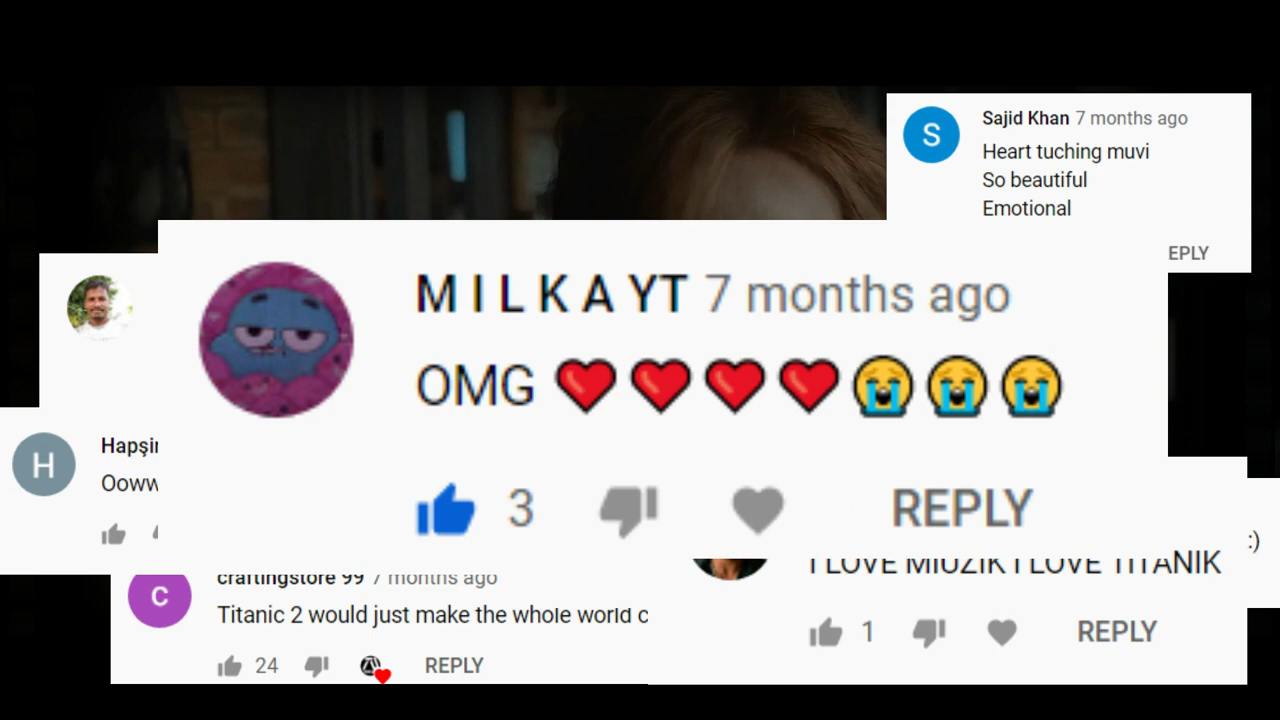 S
Sajid Khan 7 months ago
Heart tuching muvi
So beautiful
Emotional
EPLY
M I L K A YT 7 months ago
OMG ❤️❤️❤️❤️😭😭😭
3
REPLY
H
Hapşir
Ooww
:)
I LOVE MIUZIK I LOVE TITANIK
1
REPLY
C
craftingstore 99 7 months ago
Titanic 2 would just make the whole world c
24
REPLY